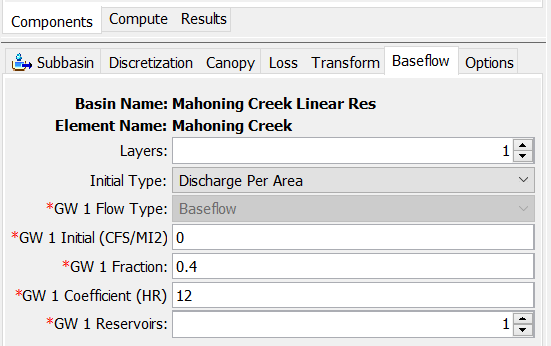 Components Compute Results
Subbasin Discretization Canopy Loss Transform Baseflow Options
Basin Name: Mahoning Creek Linear Res
Element Name: Mahoning Creek
Layers: 1
Initial Type: Discharge Per Area
*GW 1 Flow Type: Baseflow
*GW 1 Initial (CFS/MI2) 0
*GW 1 Fraction: 0.4
*GW 1 Coefficient (HR) 12
*GW 1 Reservoirs: 1